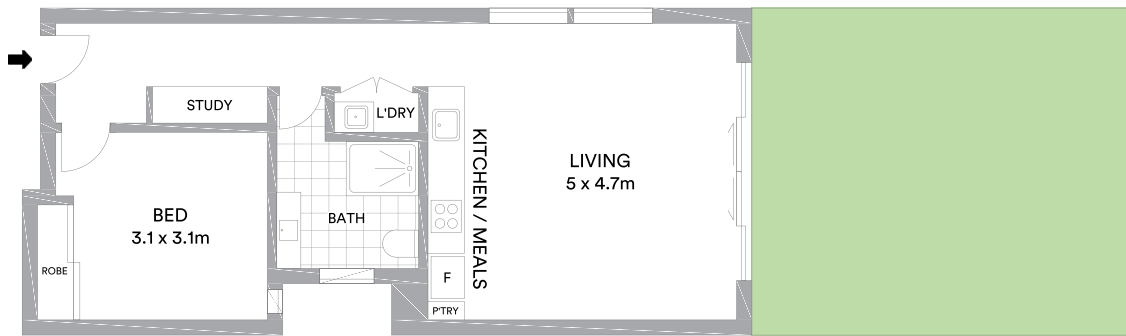 STUDY
L'DRY
KITCHEN / MEALS
LIVING
5 x 4.7m
BED
3.1 x 3.1m
BATH
ROBE
F
P'TRY